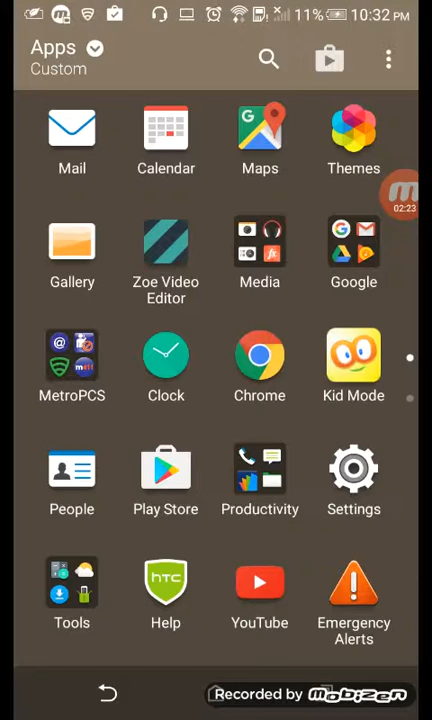 11% 10:32 PM
Apps
Custom
Mail Calendar Maps Themes
02:23
Gallery Zoe Video Editor Media Google
MetroPCS Clock Chrome Kid Mode
People Play Store Productivity Settings
htc
Tools Help YouTube Emergency Alerts
Recorded by mobizen